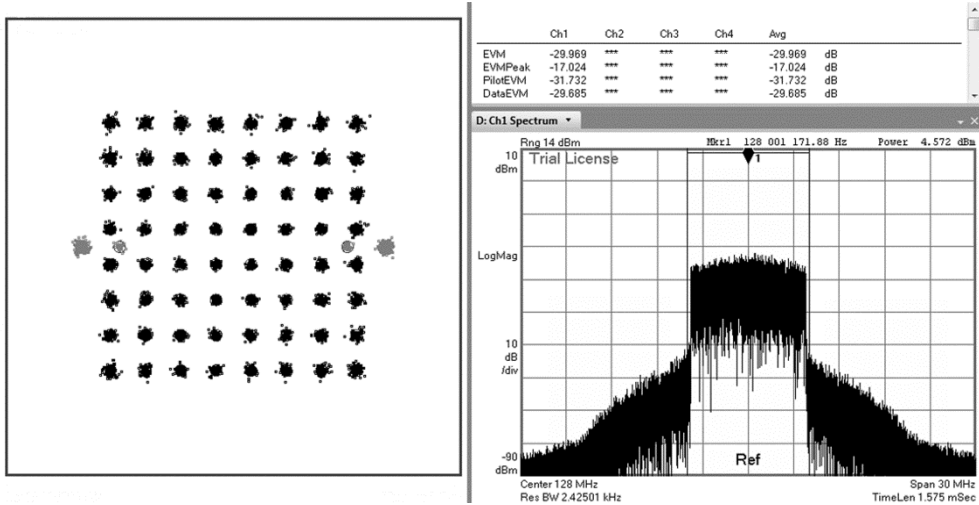 Ch1 Ch2 Ch3 Ch4 Avg
EVM -29.969 *** *** *** -29.969 dB
EVMPeak -17.024 *** *** *** -17.024 dB
PilotEVM -31.732 *** *** *** -31.732 dB
DataEVM -29.685 *** *** *** -29.685 dB
D: Ch1 Spectrum
Rng 14 dBm Mkr1 128 001 171.88 Hz Power 4.572 dBm
10
dBm
Trial License
1
LogMag
10
dB
/div
-90
dBm
Ref
Center 128 MHz Span 30 MHz
Res BW 2.42501 kHz TimeLen 1.575 mSec